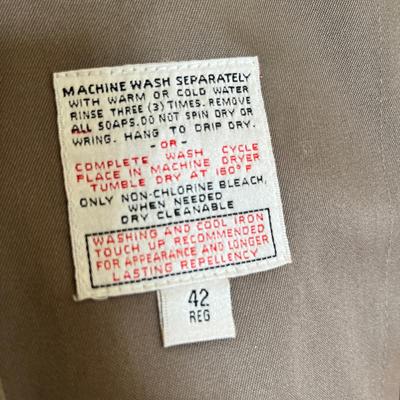 MACHINE WASH SEPARATELY
WITH WARM OR COLD WATER
RINSE THREE (3) TIMES. REMOVE
ALL SOAPS. DO NOT SPIN DRY OR
WRING. HANG TO DRIP DRY.
-OR-
COMPLETE WASH CYCLE
PLACE IN MACHINE DRYER
TUMBLE DRY AT 160° F
ONLY NON-CHLORINE BLEACH,
WHEN NEEDED
DRY CLEANABLE
WASHING AND COOL IRON
TOUCH UP RECOMMENDED
FOR APPEARANCE AND LONGER
LASTING REPELLENCY
42
REG